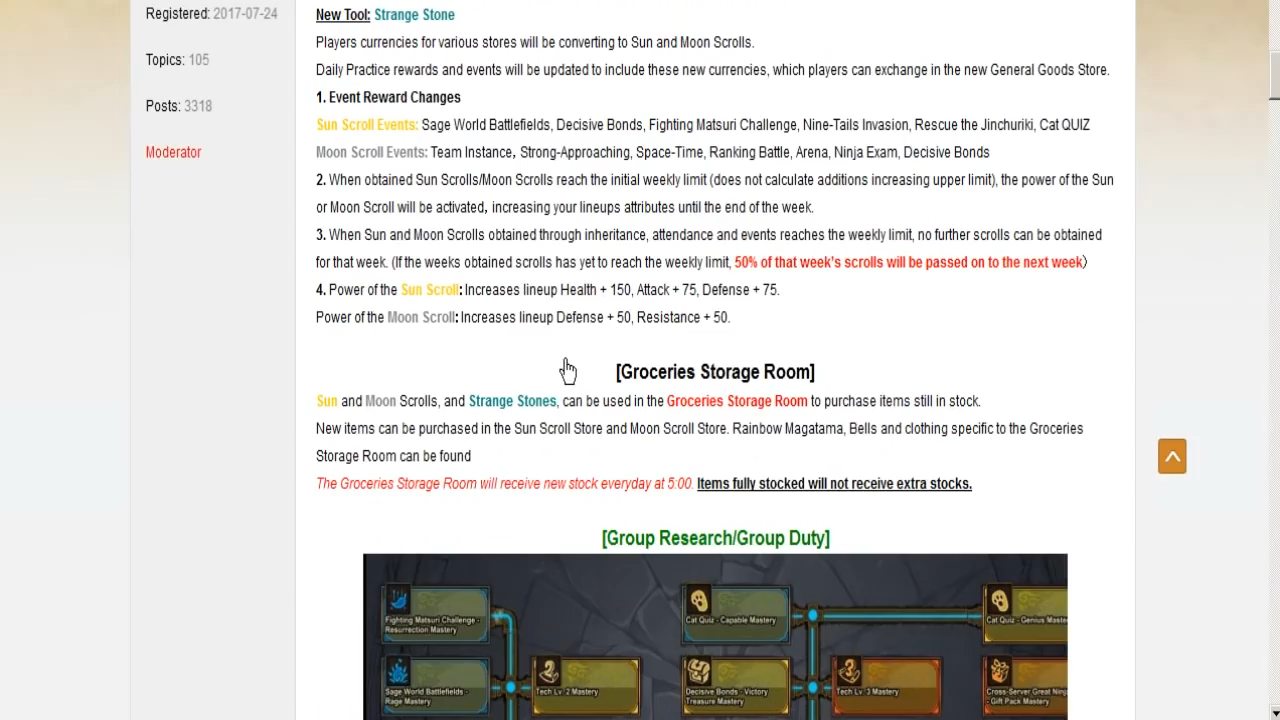 Registered: 2017-07-24
Topics: 105
Posts: 3318
Moderator
New Tool: Strange Stone
Players currencies for various stores will be converting to Sun and Moon Scrolls.
Daily Practice rewards and events will be updated to include these new currencies, which players can exchange in the new General Goods Store.
1. Event Reward Changes
Sun Scroll Events: Sage World Battlefields, Decisive Bonds, Fighting Matsuri Challenge, Nine-Tails Invasion, Rescue the Jinchuriki, Cat QUIZ
Moon Scroll Events: Team Instance, Strong-Approaching, Space-Time, Ranking Battle, Arena, Ninja Exam, Decisive Bonds
2. When obtained Sun Scrolls/Moon Scrolls reach the initial weekly limit (does not calculate additions increasing upper limit), the power of the Sun
or Moon Scroll will be activated, increasing your lineups attributes until the end of the week.
3. When Sun and Moon Scrolls obtained through inheritance, attendance and events reaches the weekly limit, no further scrolls can be obtained
for that week. (If the weeks obtained scrolls has yet to reach the weekly limit, 50% of that week's scrolls will be passed on to the next week)
4. Power of the Sun Scroll: Increases lineup Health + 150, Attack + 75, Defense + 75.
Power of the Moon Scroll: Increases lineup Defense + 50, Resistance + 50.
[Groceries Storage Room]
Sun and Moon Scrolls, and Strange Stones, can be used in the Groceries Storage Room to purchase items still in stock.
New items can be purchased in the Sun Scroll Store and Moon Scroll Store. Rainbow Magatama, Bells and clothing specific to the Groceries
Storage Room can be found
The Groceries Storage Room will receive new stock everyday at 5:00. Items fully stocked will not receive extra stocks.
[Group Research/Group Duty]
Fighting Matsuri Challenge -
Resurrection Mastery
Cat Quiz - Capable Mastery
Cat Quiz - Genius Maste
Sage World Battlefields -
Rage Mastery
Tech Lv 2 Mastery
Decisive Bonds - Victory
Treasure Mastery
Tech Lv 3 Mastery
Cross-Server Great Ninj
- Gift Pack Mastery